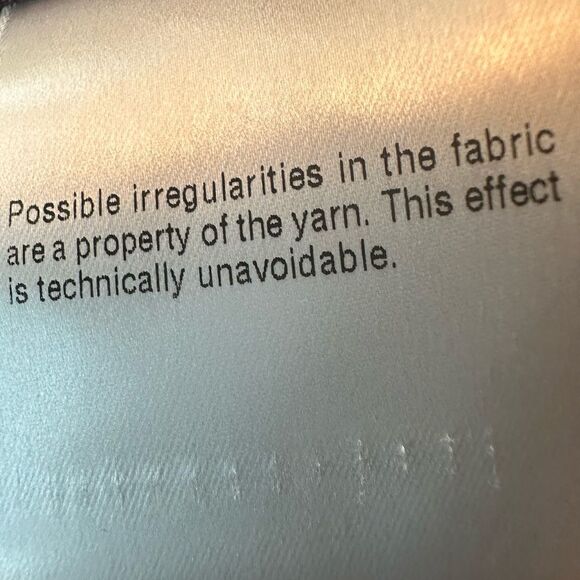 Possible irregularities in the fabric
are a property of the yarn. This effect
is technically unavoidable.